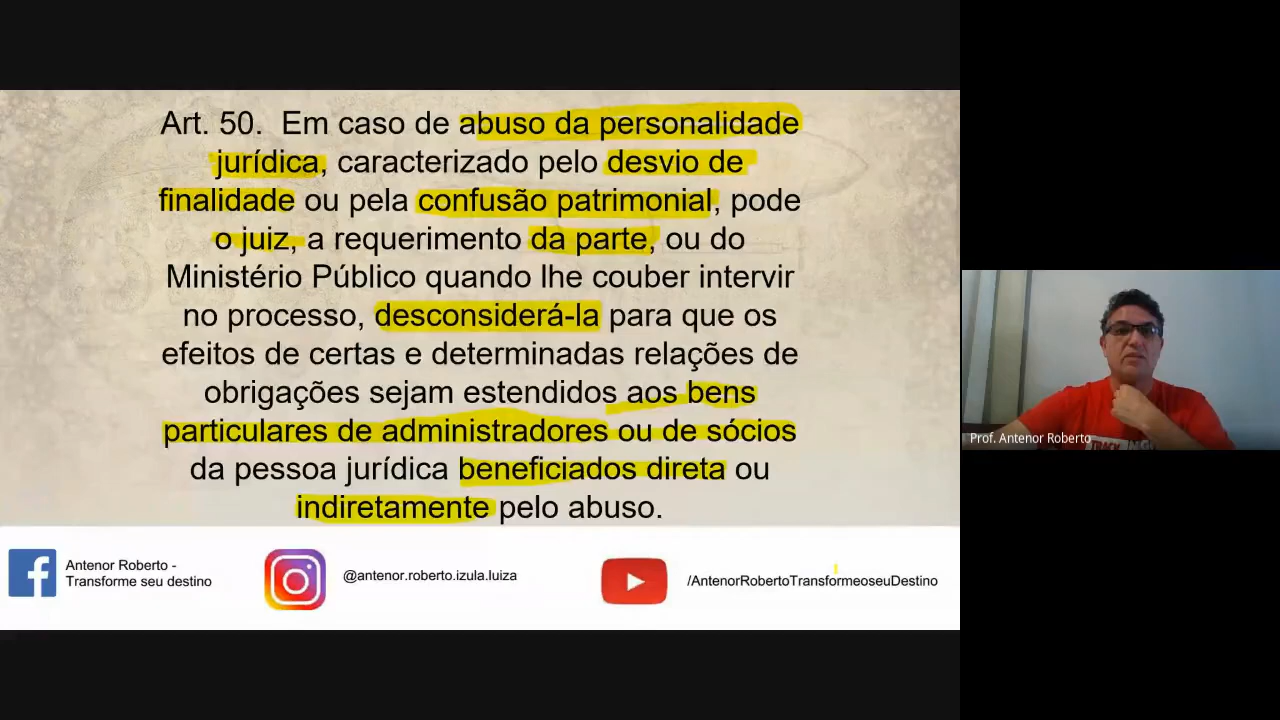 Art. 50. Em caso de abuso da personalidade
jurídica, caracterizado pelo desvio de
finalidade ou pela confusão patrimonial, pode
o juiz, a requerimento da parte, ou do
Ministério Público quando lhe couber intervir
no processo, desconsiderá-la para que os
efeitos de certas e determinadas relações de
obrigações sejam estendidos aos bens
particulares de administradores ou de sócios
da pessoa jurídica beneficiados direta ou
indiretamente pelo abuso.
Antenor Roberto -
Transforme seu destino
@antenor.roberto.izula.luiza
/AntenorRobertoTransformeoseuDestino
Prof. Antenor Roberto